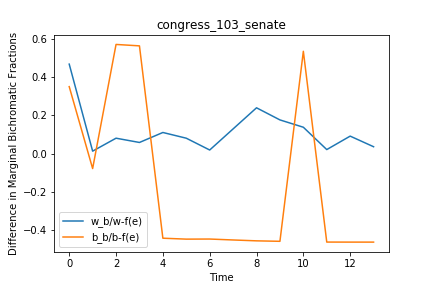 congress_103_senate
Difference in Marginal Bichromatic Fractions
0.6
0.4
0.2
0.0
−0.2
−0.4
w_b/w-f(e)
b_b/b-f(e)
0 2 4 6 8 10 12
Time